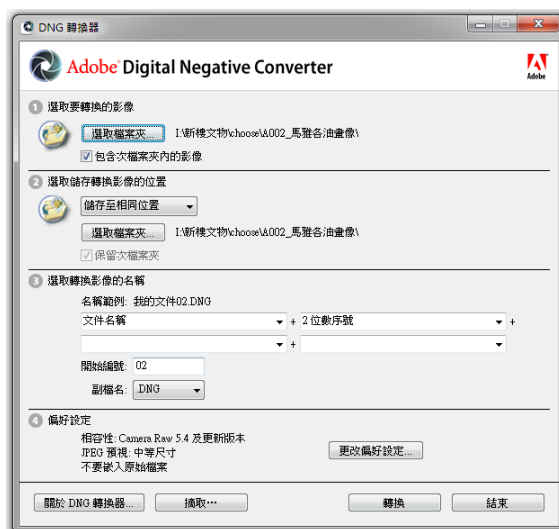 DNG 轉換器
Adobe® Digital Negative Converter
Adobe
1 選取要轉換的影像
選取檔案夾... I:\新樓文物\choose\A002_馬雅各油畫像\
包含次檔案夾內的影像
2 選取儲存轉換影像的位置
儲存至相同位置
選取檔案夾... I:\新樓文物\choose\A002_馬雅各油畫像\
保留次檔案夾
3 選取轉換影像的名稱
名稱範例: 我的文件02.DNG
文件名稱 + 2 位數序號 +
+
開始編號: 02
副檔名: .DNG
4 偏好設定
相容性: Camera Raw 5.4 及更新版本
JPEG 預視: 中等尺寸
更改偏好設定...
不要嵌入原始檔案
關於 DNG 轉換器... 摘取⋯ 轉換 結束